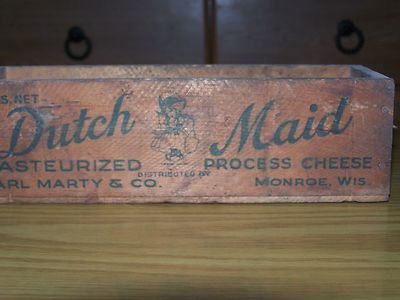 S. NET
Dutch Maid
ASTEURIZED PROCESS CHEESE
DISTRIBUTED BY
ARL MARTY & CO. MONROE, WIS.